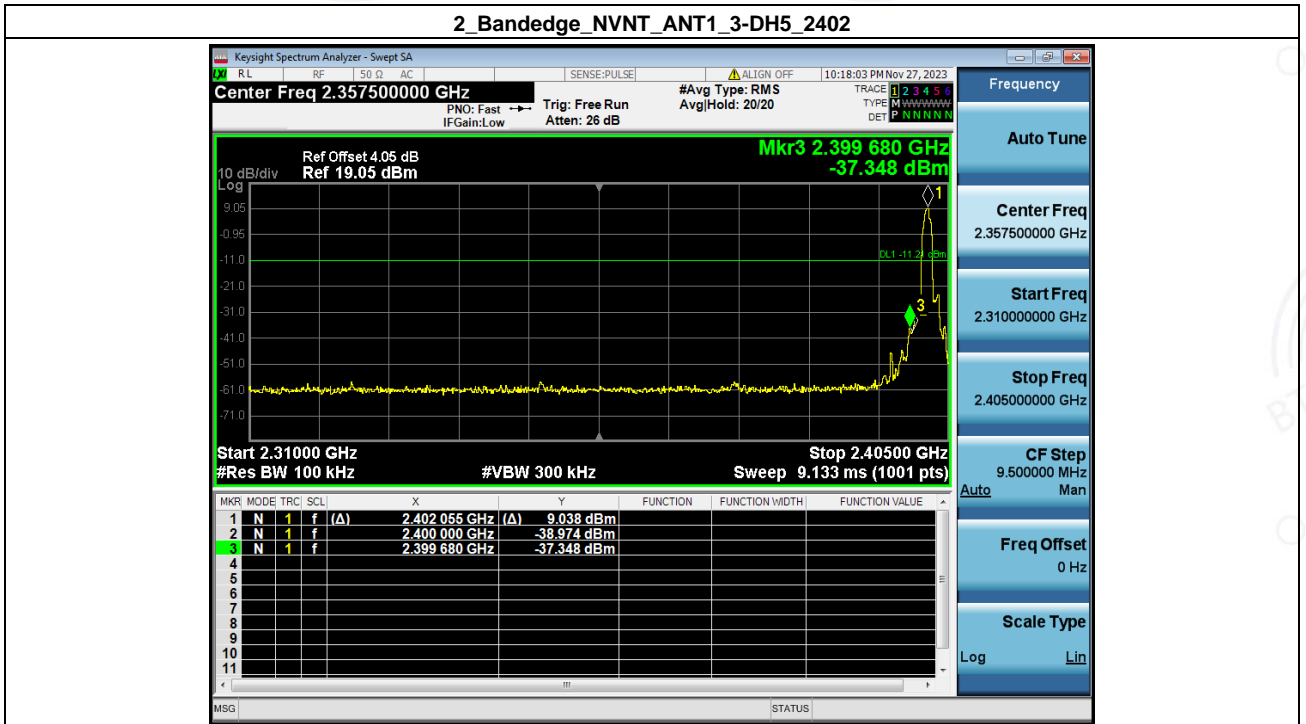 2_Bandedge_NVNT_ANT1_3-DH5_2402
Keysight Spectrum Analyzer - Swept SA
LXI RL RF 50 Ω AC SENSE:PULSE ALIGN OFF 10:18:03 PM Nov 27, 2023
Center Freq 2.357500000 GHz
PNO: Fast
IFGain:Low
Trig: Free Run
Atten: 26 dB
#Avg Type: RMS
Avg|Hold: 20/20
TRACE 1 2 3 4 5 6
TYPE M WWWWW
DET P N N N N N
Mkr3 2.399 680 GHz
-37.348 dBm
Ref Offset 4.05 dB
10 dB/div Ref 19.05 dBm
Log
9.05
-0.95
-11.0
-21.0
-31.0
-41.0
-51.0
-61.0
-71.0
1
DL1 -11.21 dBm
3
Start 2.31000 GHz Stop 2.40500 GHz
#Res BW 100 kHz #VBW 300 kHz Sweep 9.133 ms (1001 pts)
MKR MODE TRC SCL X Y FUNCTION FUNCTION WIDTH FUNCTION VALUE
1 N 1 f (Δ) 2.402 055 GHz (Δ) 9.038 dBm
2 N 1 f 2.400 000 GHz -38.974 dBm
3 N 1 f 2.399 680 GHz -37.348 dBm
4
5
6
7
8
9
10
11
MSG STATUS
Frequency
Auto Tune
Center Freq
2.357500000 GHz
Start Freq
2.310000000 GHz
Stop Freq
2.405000000 GHz
CF Step
9.500000 MHz
Auto Man
Freq Offset
0 Hz
Scale Type
Log Lin